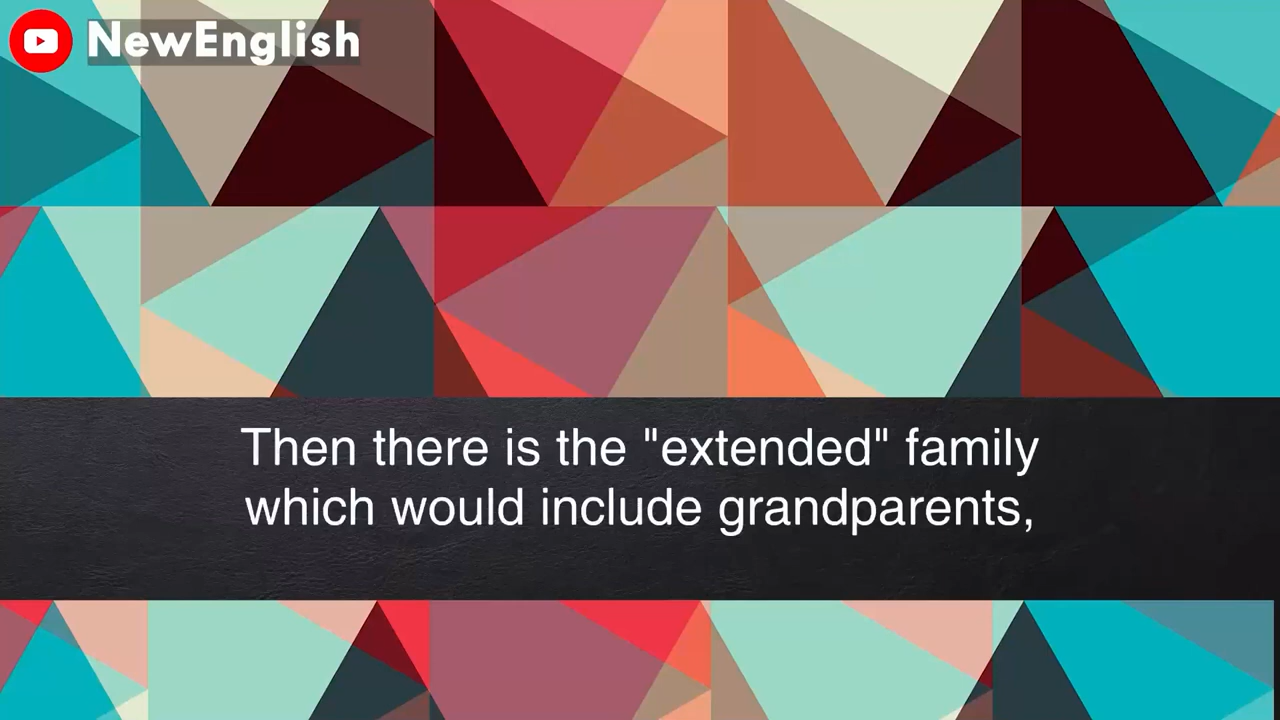 NewEnglish
Then there is the "extended" family
which would include grandparents,